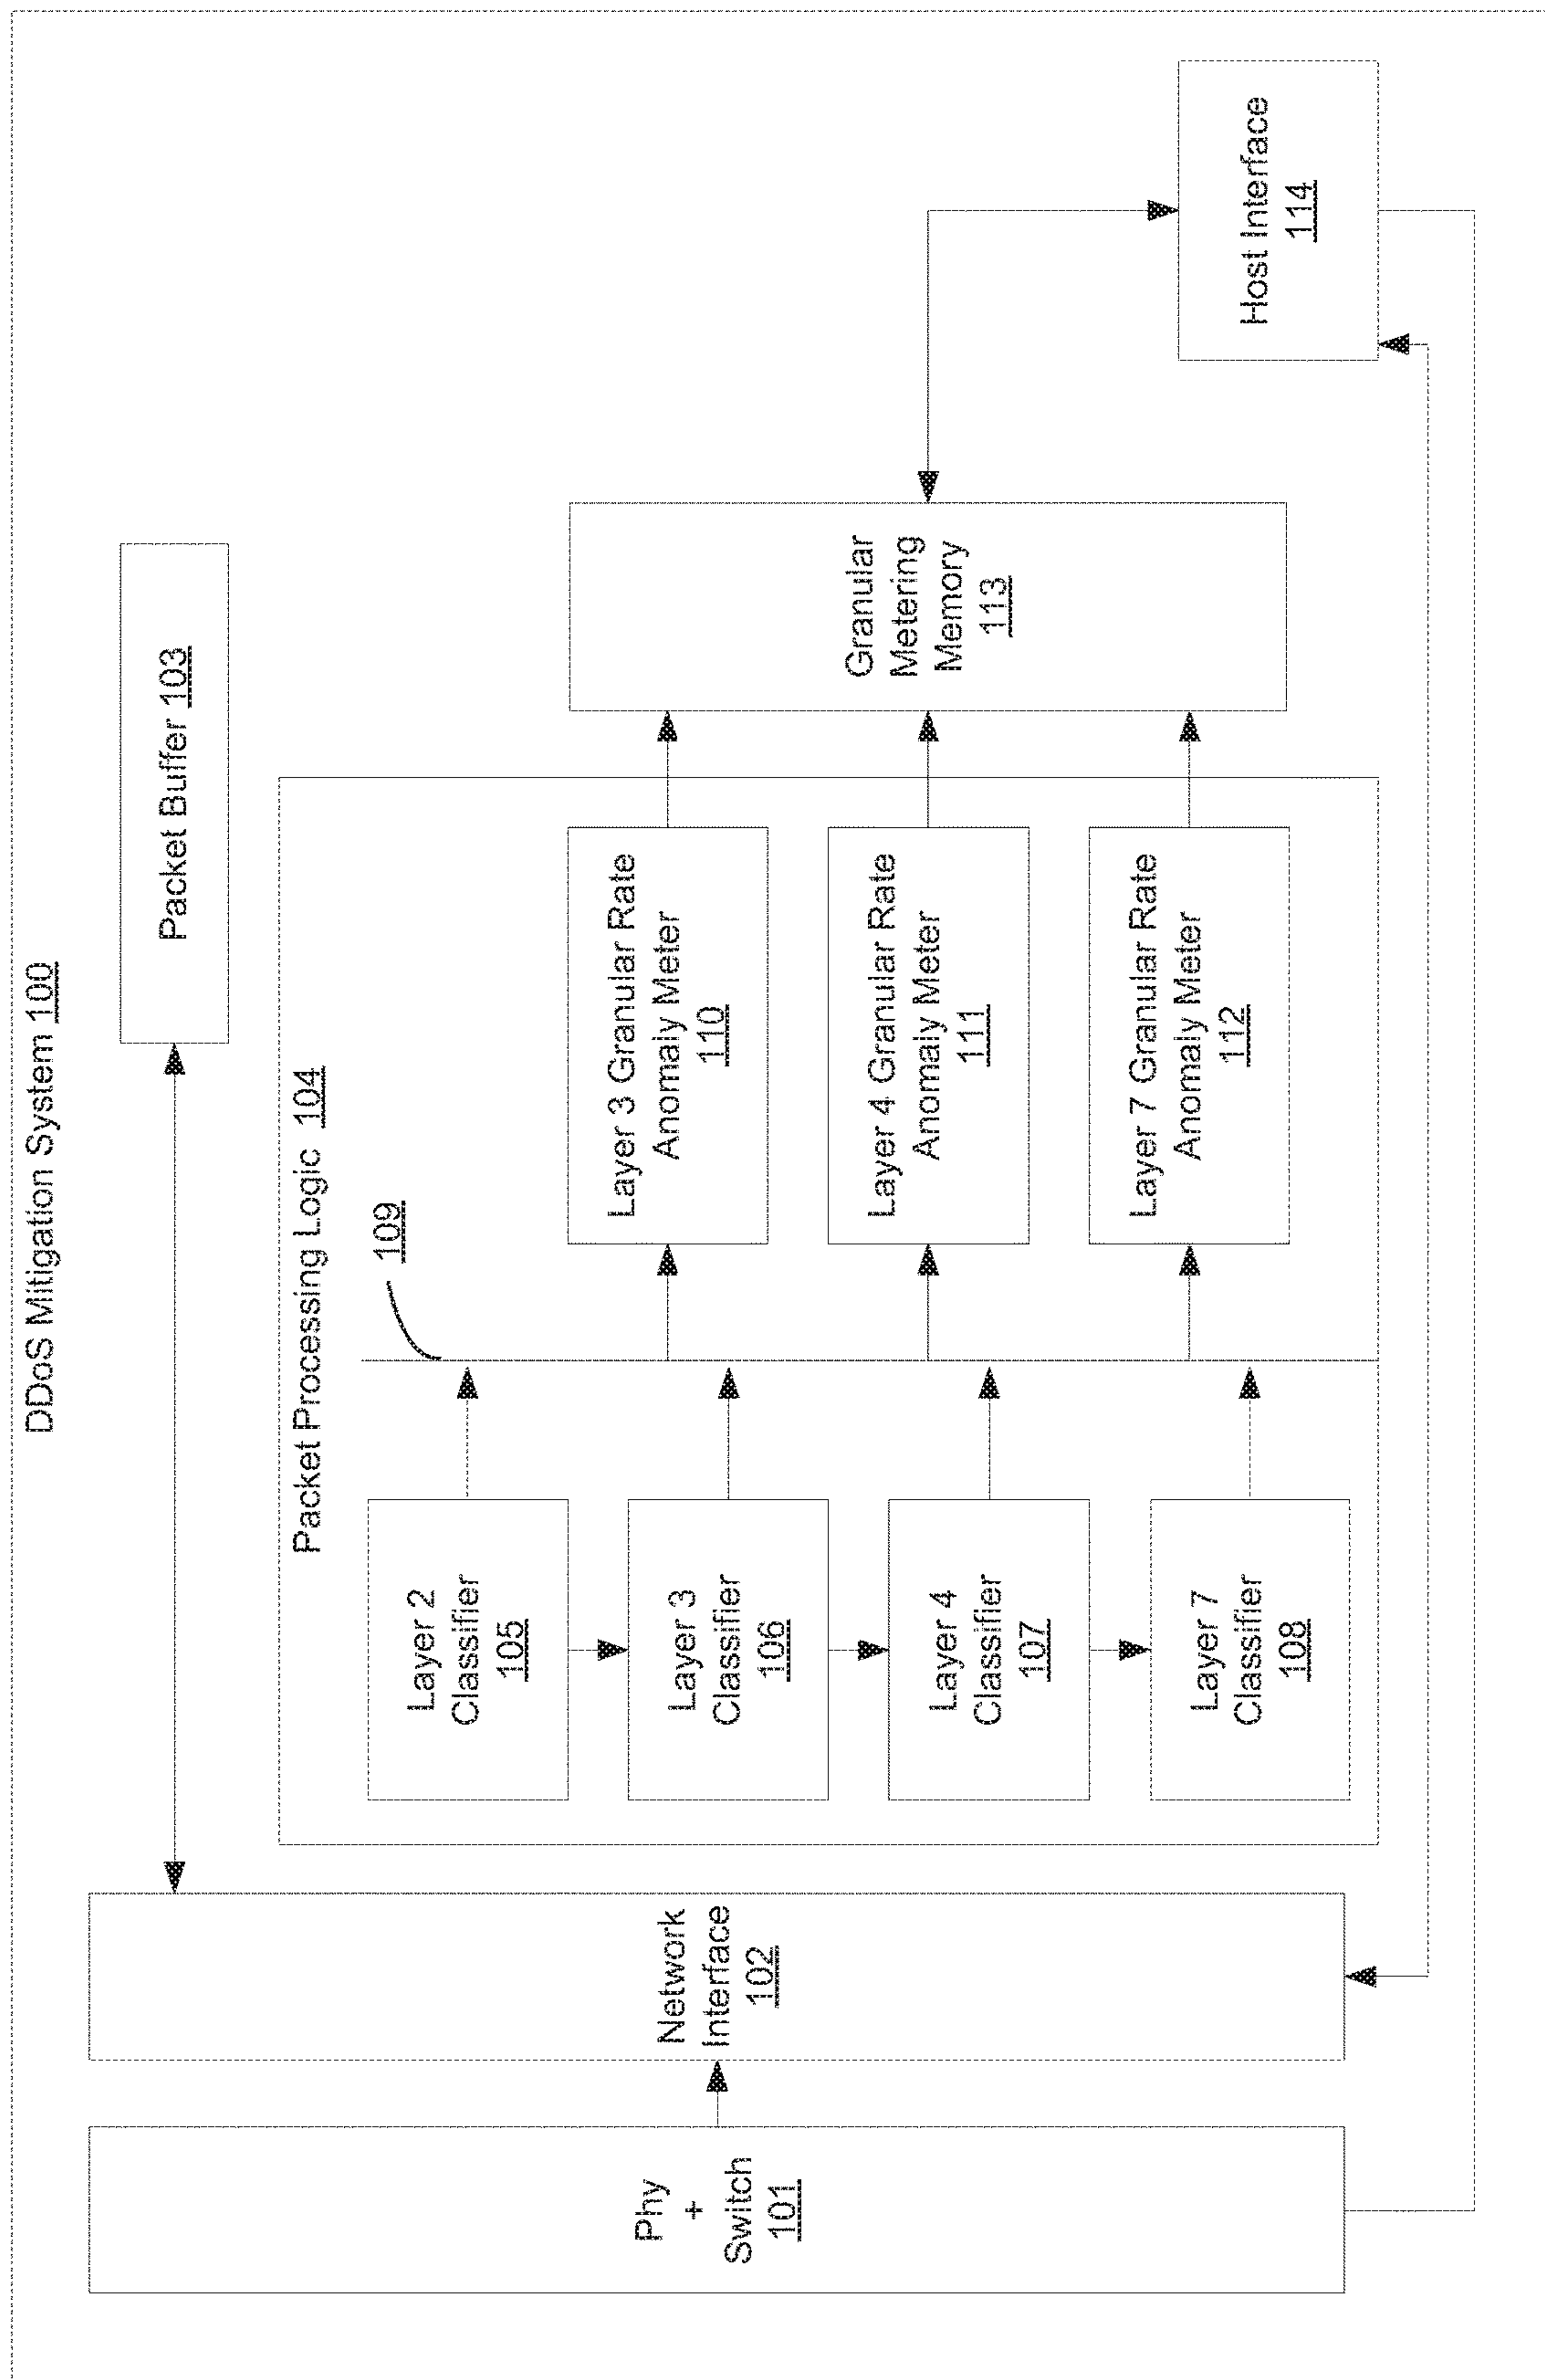 DDoS Mitigation System 100
Packet Buffer 103
Packet Processing Logic 104
109
Phy
+
Switch
101
Network
Interface
102
Layer 2
Classifier
105
Layer 3
Classifier
106
Layer 4
Classifier
107
Layer 7
Classifier
108
Layer 3 Granular Rate
Anomaly Meter
110
Layer 4 Granular Rate
Anomaly Meter
111
Layer 7 Granular Rate
Anomaly Meter
112
Granular
Metering
Memory
113
Host Interface
114